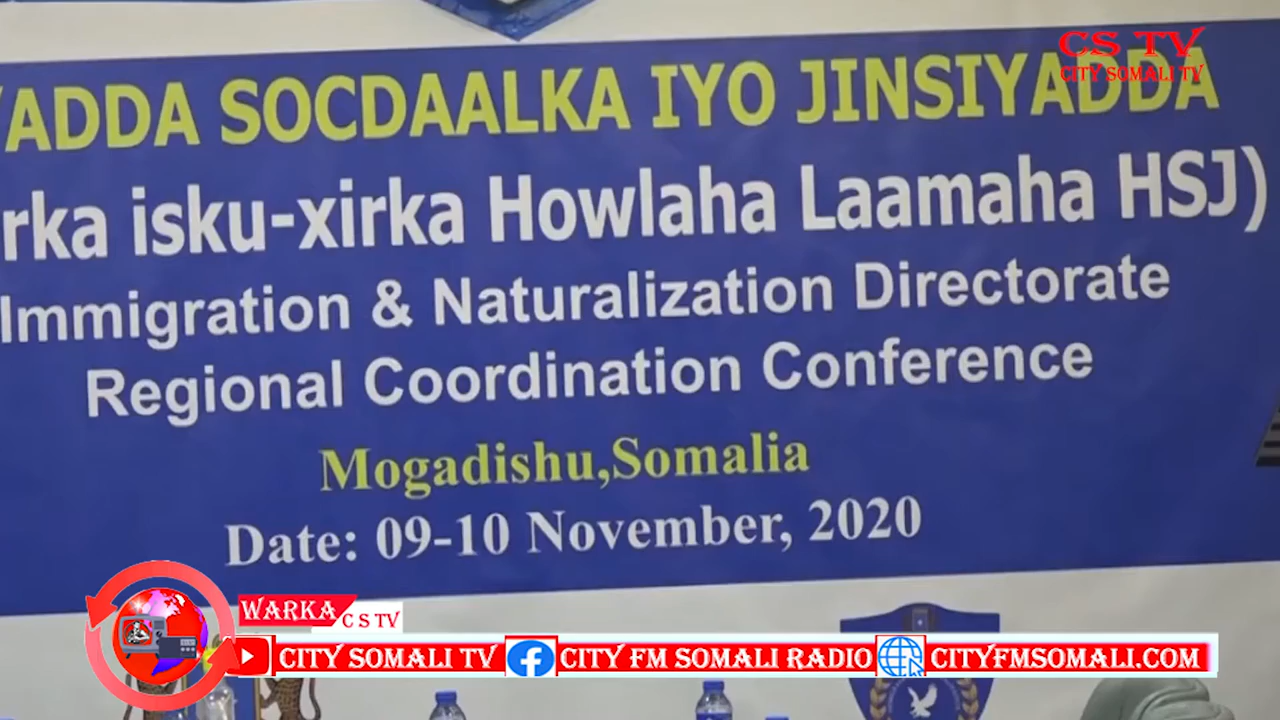 CS TV
CITY SOMALI TV
YADDA SOCDAALKA IYO JINSIYADDA
rka isku-xirka Howlaha Laamaha HSJ)
Immigration & Naturalization Directorate
Regional Coordination Conference
Mogadishu,Somalia
Date: 09-10 November, 2020
WARKA
C S TV
CITY SOMALI TV CITY FM SOMALI RADIO CITYFMSOMALI.COM